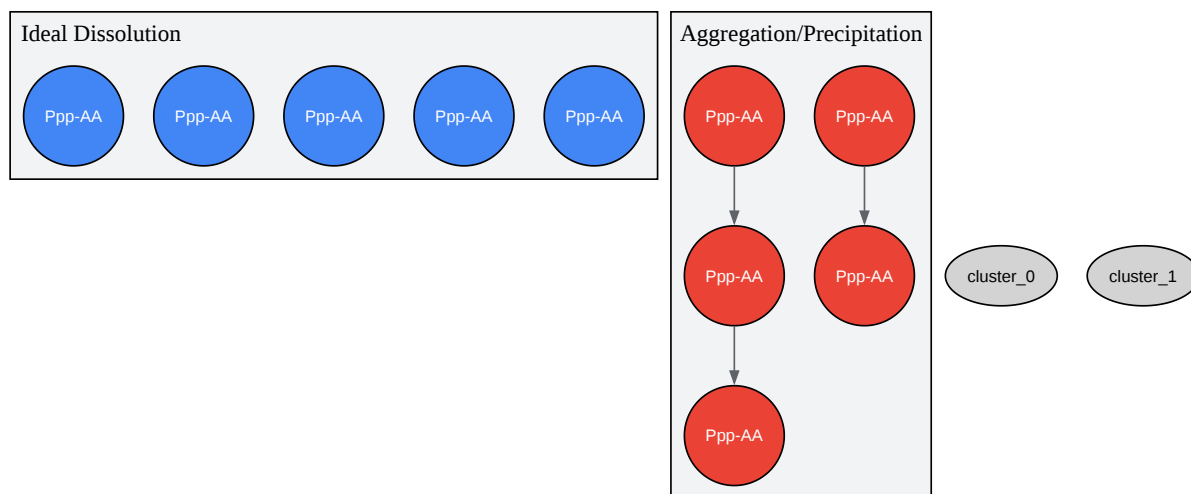 Ideal Dissolution
Ppp-AA Ppp-AA Ppp-AA Ppp-AA Ppp-AA
Aggregation/Precipitation
Ppp-AA Ppp-AA
Ppp-AA Ppp-AA
Ppp-AA
cluster_0
cluster_1